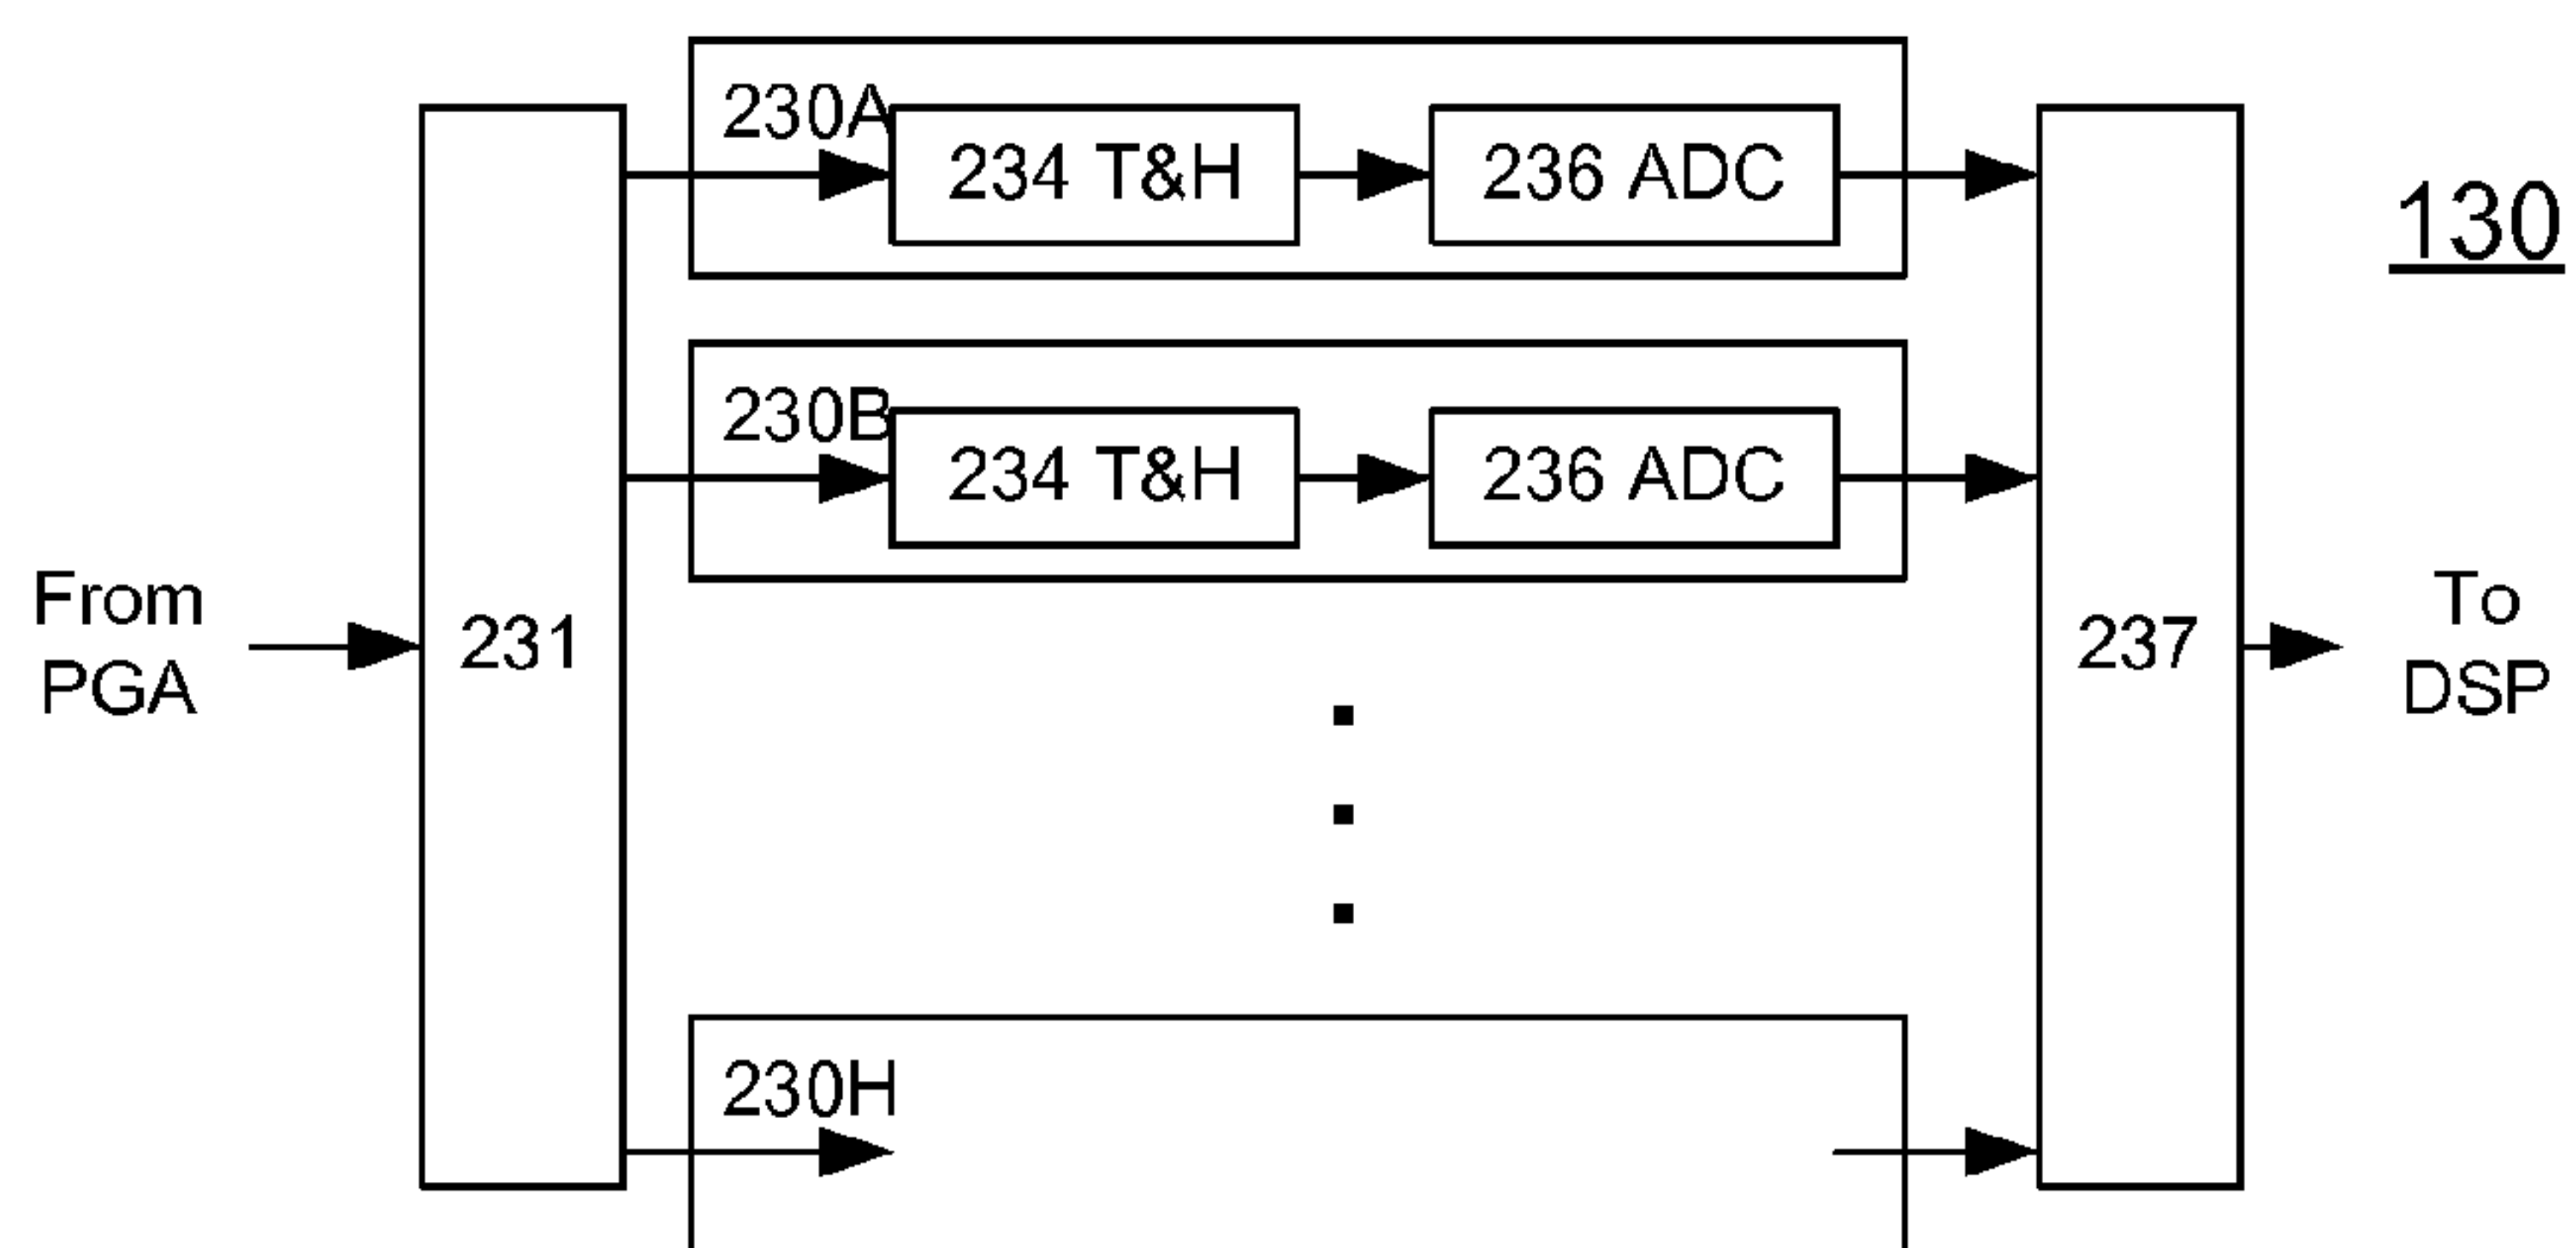 230A
234 T&H
236 ADC
130
230B
234 T&H
236 ADC
From
PGA
231
237
To
DSP
230H